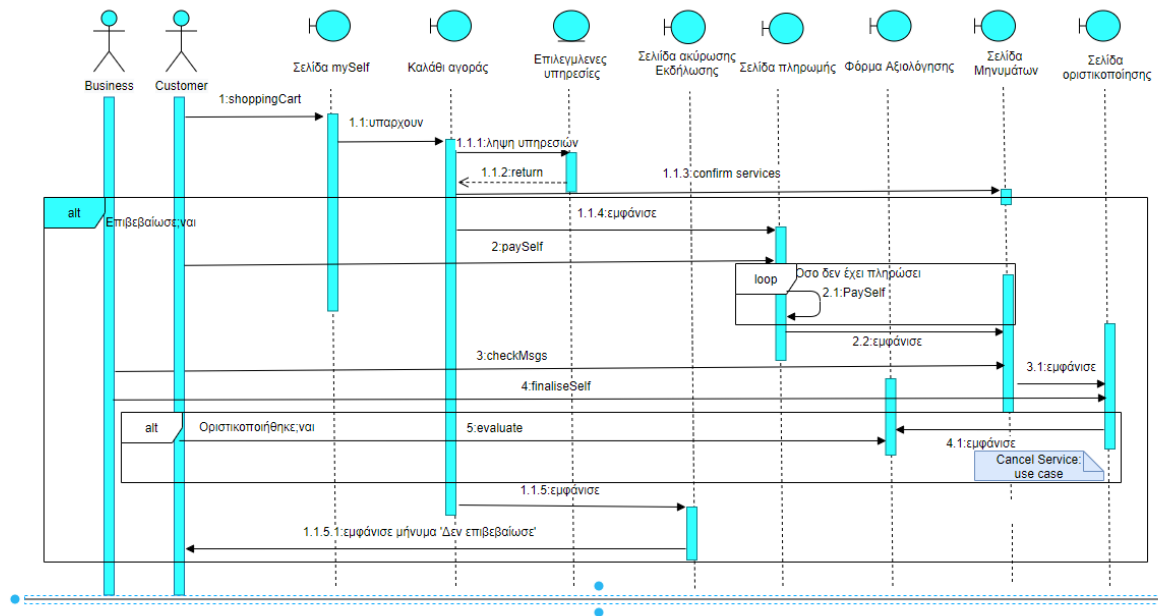 Business
Customer
Σελίδα mySelf
Καλάθι αγοράς
Επιλεγμλενες
υπηρεσίες
Σελιίδα ακύρωσης
Εκδήλωσης
Σελίδα πληρωμής
Φόρμα Αξιολόγησης
Σελίδα
Μηνυμάτων
Σελίδα
οριστικοποίησης
1:shoppingCart
1.1:υπαρχουν
1.1.1:ληψη υπηρεσιών
1.1.2:return
1.1.3:confirm services
alt
Επιβεβαίωσε;ναι
1.1.4:εμφάνισε
2:paySelf
loop
Όσο δεν έχει πληρώσει
2.1:PaySelf
2.2:εμφάνισε
3:checkMsgs
3.1:εμφάνισε
4:finaliseSelf
alt
Οριστικοποιήθηκε;ναι
5:evaluate
4.1:εμφάνισε
Cancel Service:
use case
1.1.5:εμφάνισε
1.1.5.1:εμφάνισε μήνυμα 'Δεν επιβεβαίωσε'